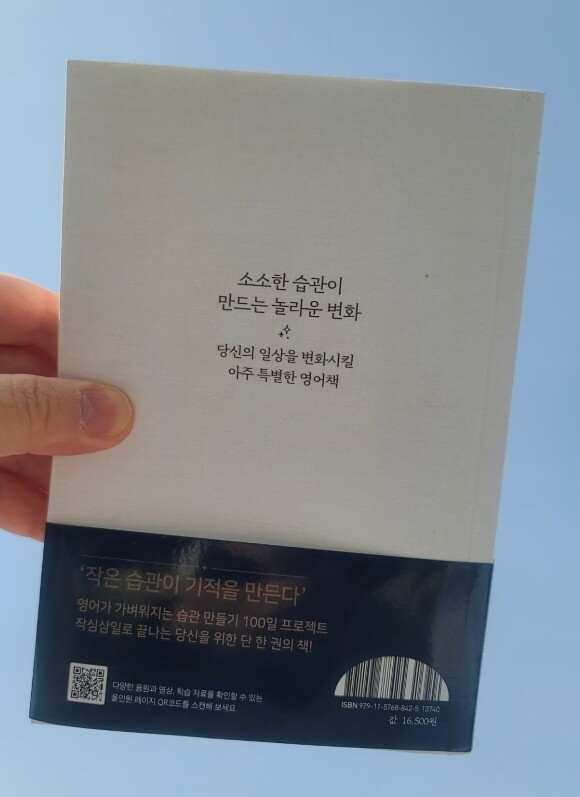 소소한 습관이
만드는 놀라운 변화
당신의 일상을 변화시킬
아주 특별한 영어책
‘작은 습관이 기적을 만든다’
영어가 가벼워지는 습관 만들기 100일 프로젝트
작심삼일로 끝나는 당신을 위한 단 한 권의 책!
다양한 음원과 영상, 학습 자료를 확인할 수 있는
올인원 페이지 QR코드를 스캔해 보세요.
ISBN 979-11-5768-842-5 13740
값 16,500원